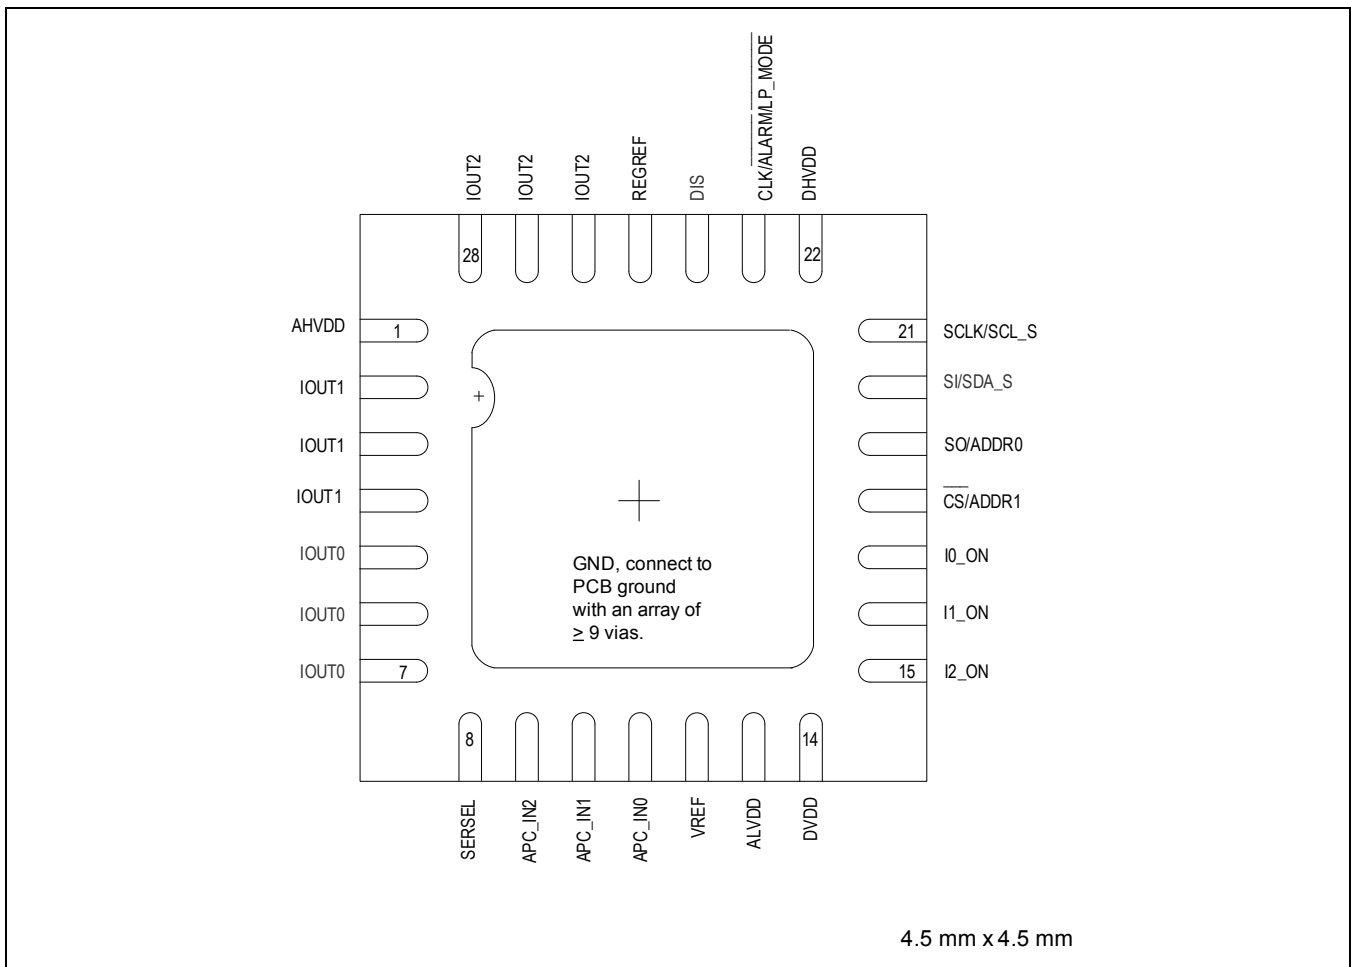 IOUT2
IOUT2
IOUT2
REGREF
DIS
CLK/ALARM/LP_MODE
DHVDD
28
22
AHVDD
1
21
SCLK/SCL_S
IOUT1
SI/SDA_S
IOUT1
SO/ADDR0
IOUT1
CS/ADDR1
IOUT0
I0_ON
IOUT0
I1_ON
IOUT0
7
15
I2_ON
GND, connect to
PCB ground
with an array of
≥ 9 vias.
8
14
SERSEL
APC_IN2
APC_IN1
APC_IN0
VREF
ALVDD
DVDD
4.5 mm x 4.5 mm